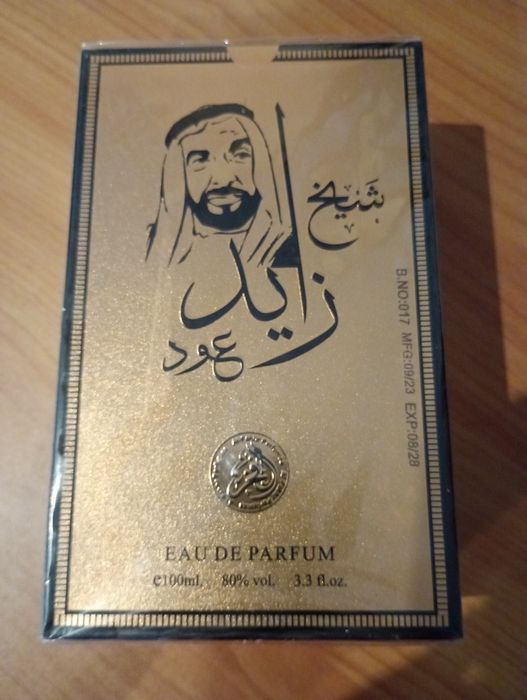 شيخ
زايد
عود
B.NO:017 MFG:09/23 EXP:08/28
EAU DE PARFUM
e100ml. 80% vol. 3.3 fl.oz.